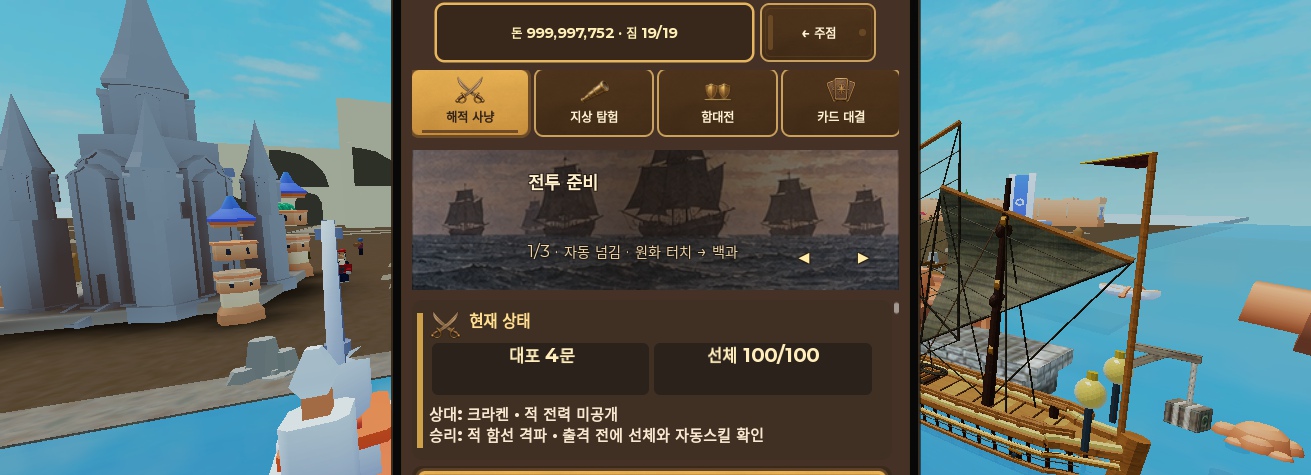 돈 999,997,752 · 짐 19/19
← 주점
해적 사냥
지상 탐험
함대전
카드 대결
전투 준비
1/3 · 자동 넘김 · 원화 터치 → 백과
◀ ▶
현재 상태
대포 4문
선체 100/100
상대: 크라켄 • 적 전력 미공개
승리: 적 함선 격파 • 출격 전에 선체와 자동스킬 확인